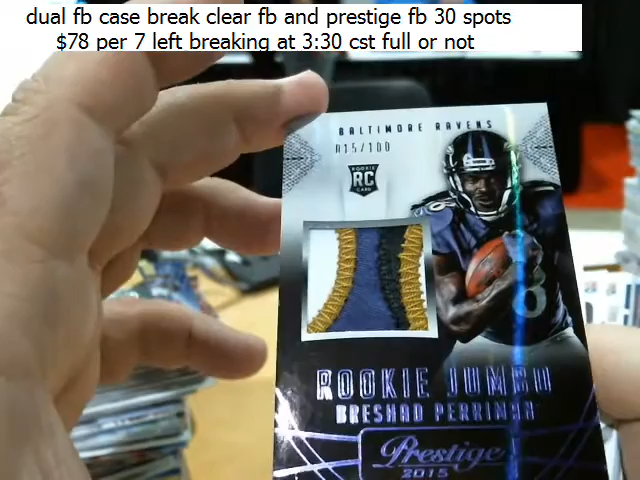 dual fb case break clear fb and prestige fb 30 spots
$78 per 7 left breaking at 3:30 cst full or not
BALTIMORE RAVENS
015/100
ROOKIE
RC
CARD
8
ROOKIE JUMBO
BRESHAD PERRIMAN
Prestige
2015